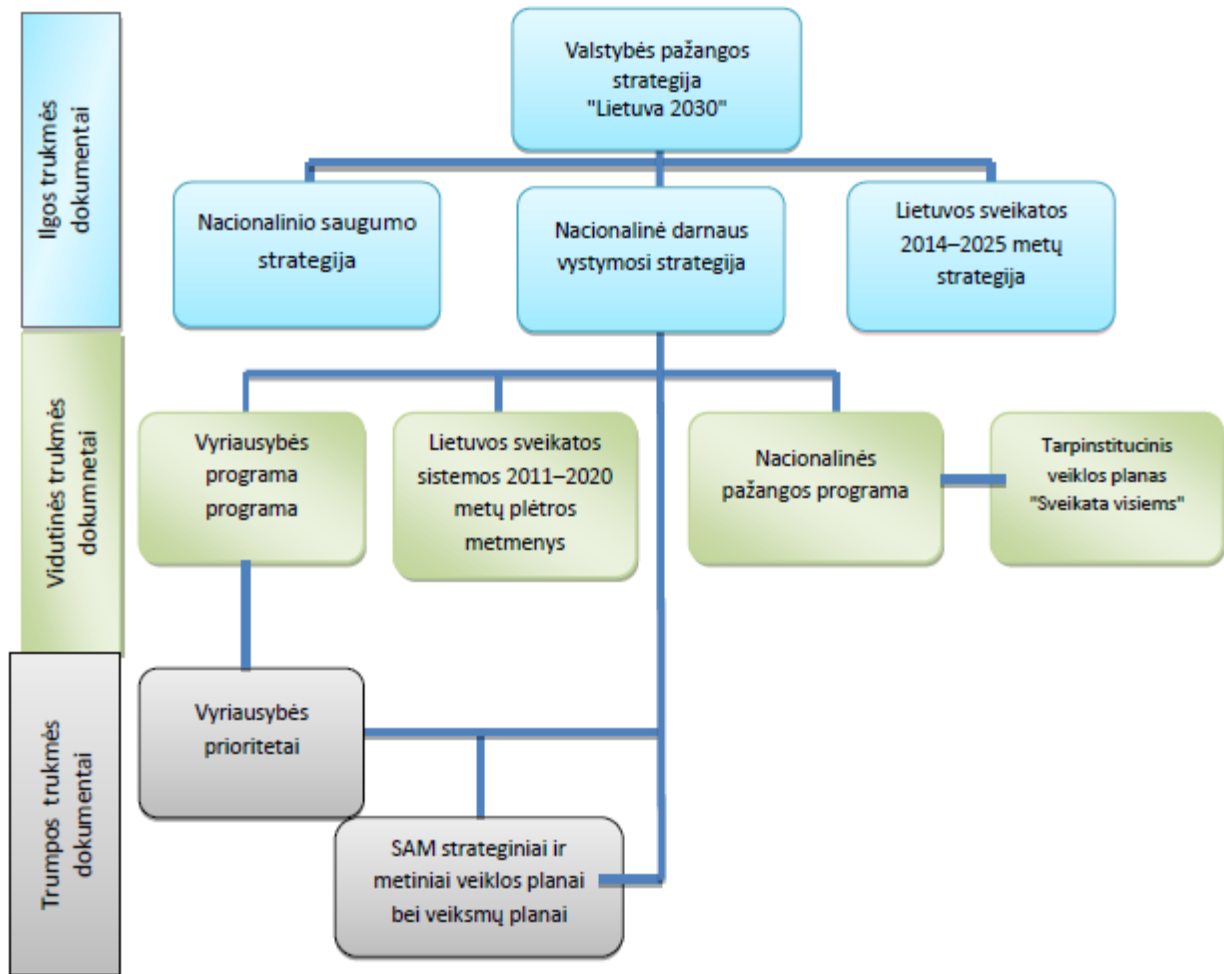 Ilgos trukmės
dokumentai
Valstybės pažangos
strategija
"Lietuva 2030"
Nacionalinio saugumo
strategija
Nacionalinė darnaus
vystymosi strategija
Lietuvos sveikatos
2014–2025 metų
strategija
Vidutinės trukmės
dokumnetai
Vyriausybės
programa
programa
Lietuvos sveikatos
sistemos 2011–2020
metų plėtros
metmenys
Nacionalinės
pažangos programa
Tarpinstitucinis
veiklos planas
"Sveikata visiems"
Trumpos trukmės
dokumentai
Vyriausybės
prioritetai
SAM strateginiai ir
metiniai veiklos planai
bei veiksmų planai